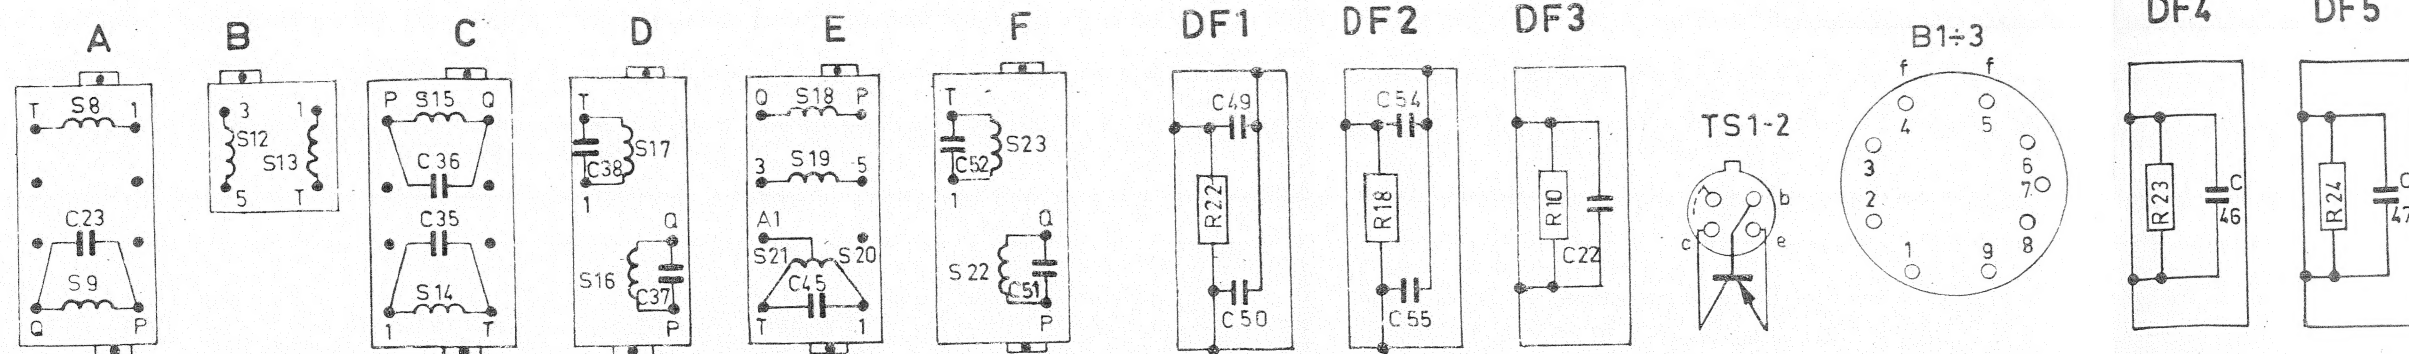 A
T S8 1
C23
S9
Q P
B
3 1
S12
S13
5 T
C
P S15 Q
C36
C35
S14
1 T
D
T
S17
C38
1
Q
S16
C37
P
E
Q S18 P
3 S19 5
A1
S21 S20
C45
T 1
F
T
S23
C52
1
Q
S22
C51
P
DF1
C49
R22
C50
DF2
C54
R18
C55
DF3
R10
C22
TS1-2
b
c e
B1÷3
f f
4 5
3 6
7
2
8
1 9
DF4
R23
C
46
DF5
R24
47